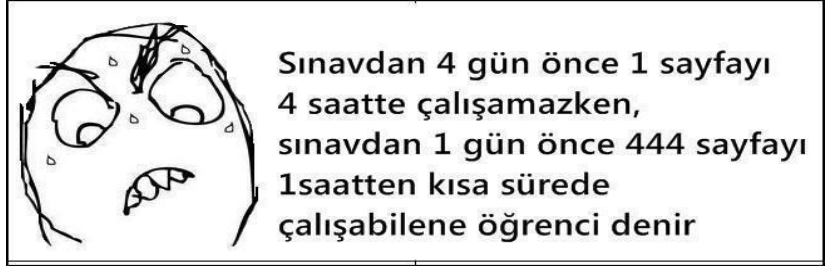 Sınavdan 4 gün önce 1 sayfayı
4 saatte çalışamazken,
sınavdan 1 gün önce 444 sayfayı
1saatten kısa sürede
çalışabilene öğrenci denir